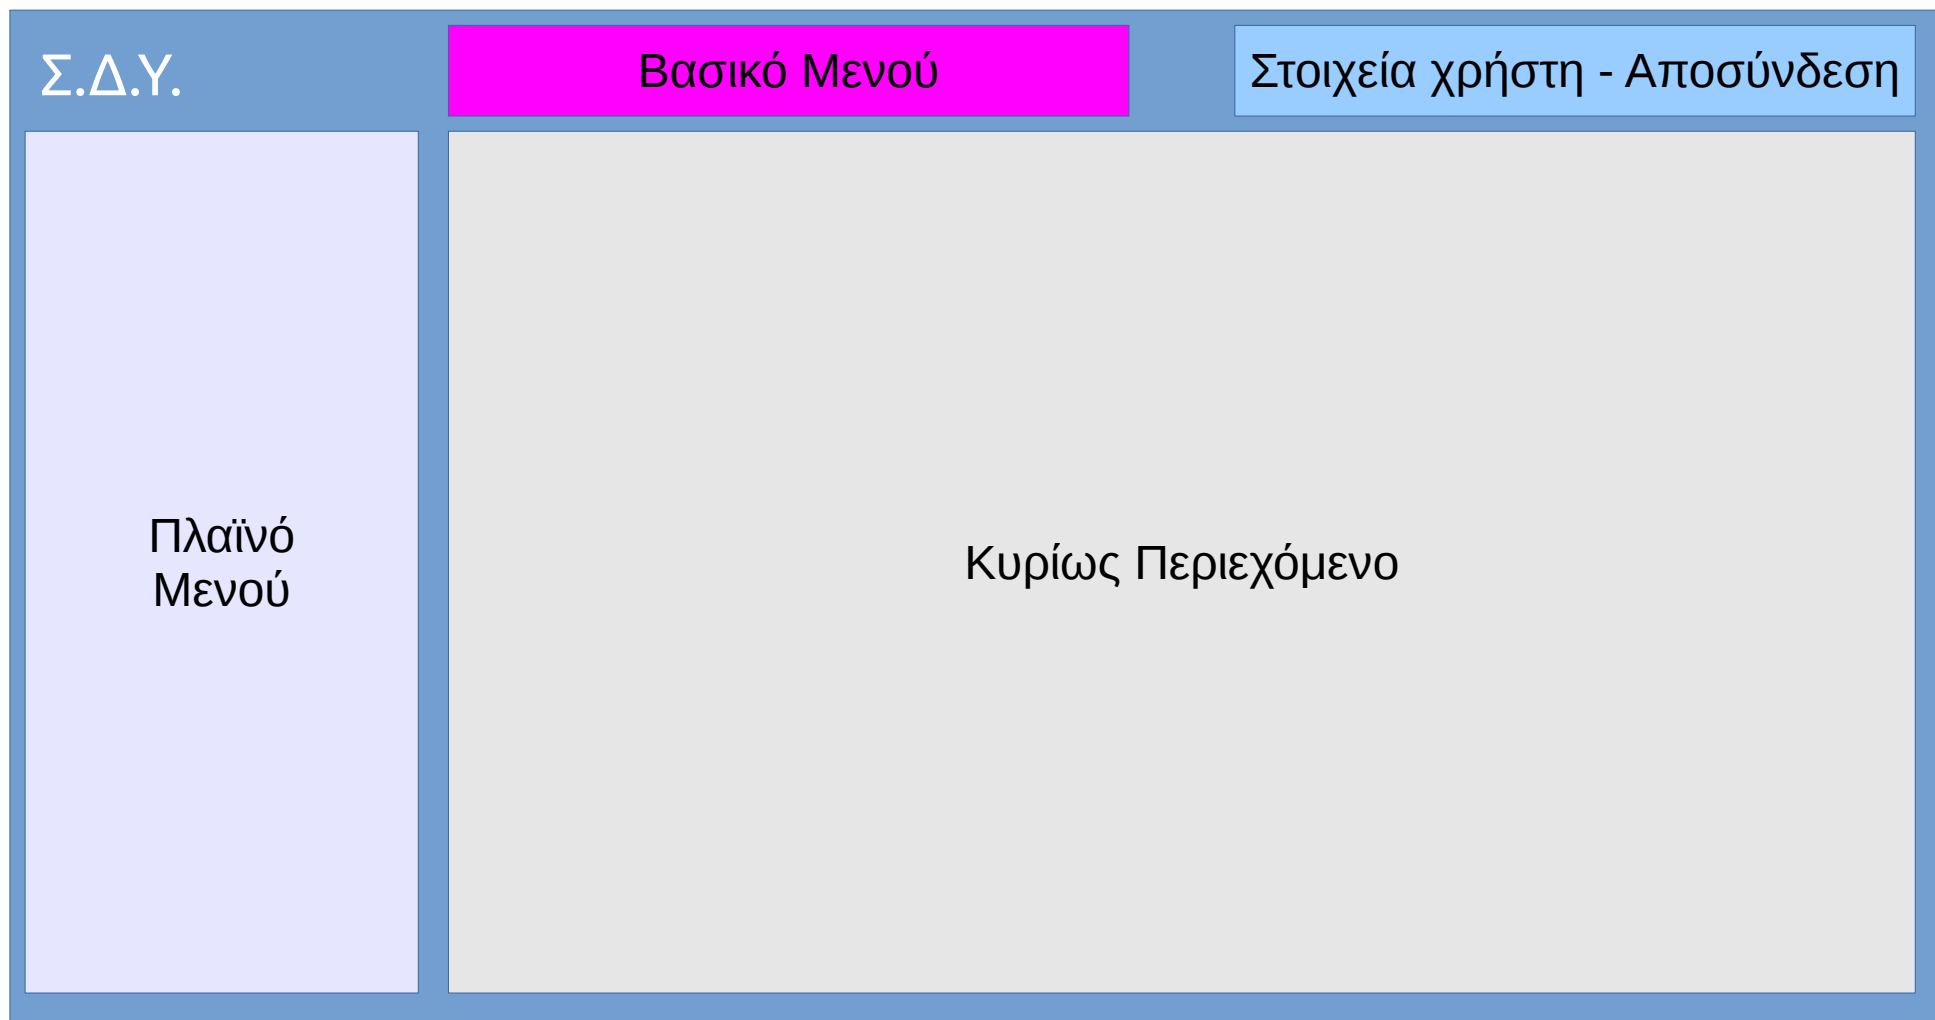 Σ.Δ.Υ.
Βασικό Μενού
Στοιχεία χρήστη - Αποσύνδεση
Πλαϊνό
Μενού
Κυρίως Περιεχόμενο